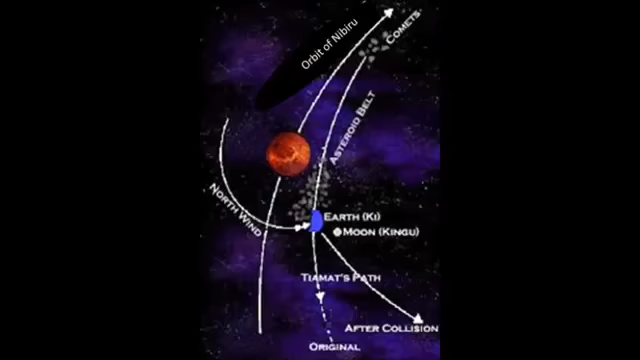 Orbit of Nibiru
COMETS
ASTEROID BELT
NORTH WIND
EARTH (KI)
MOON (KINGU)
TIAMAT'S PATH
AFTER COLLISION
ORIGINAL